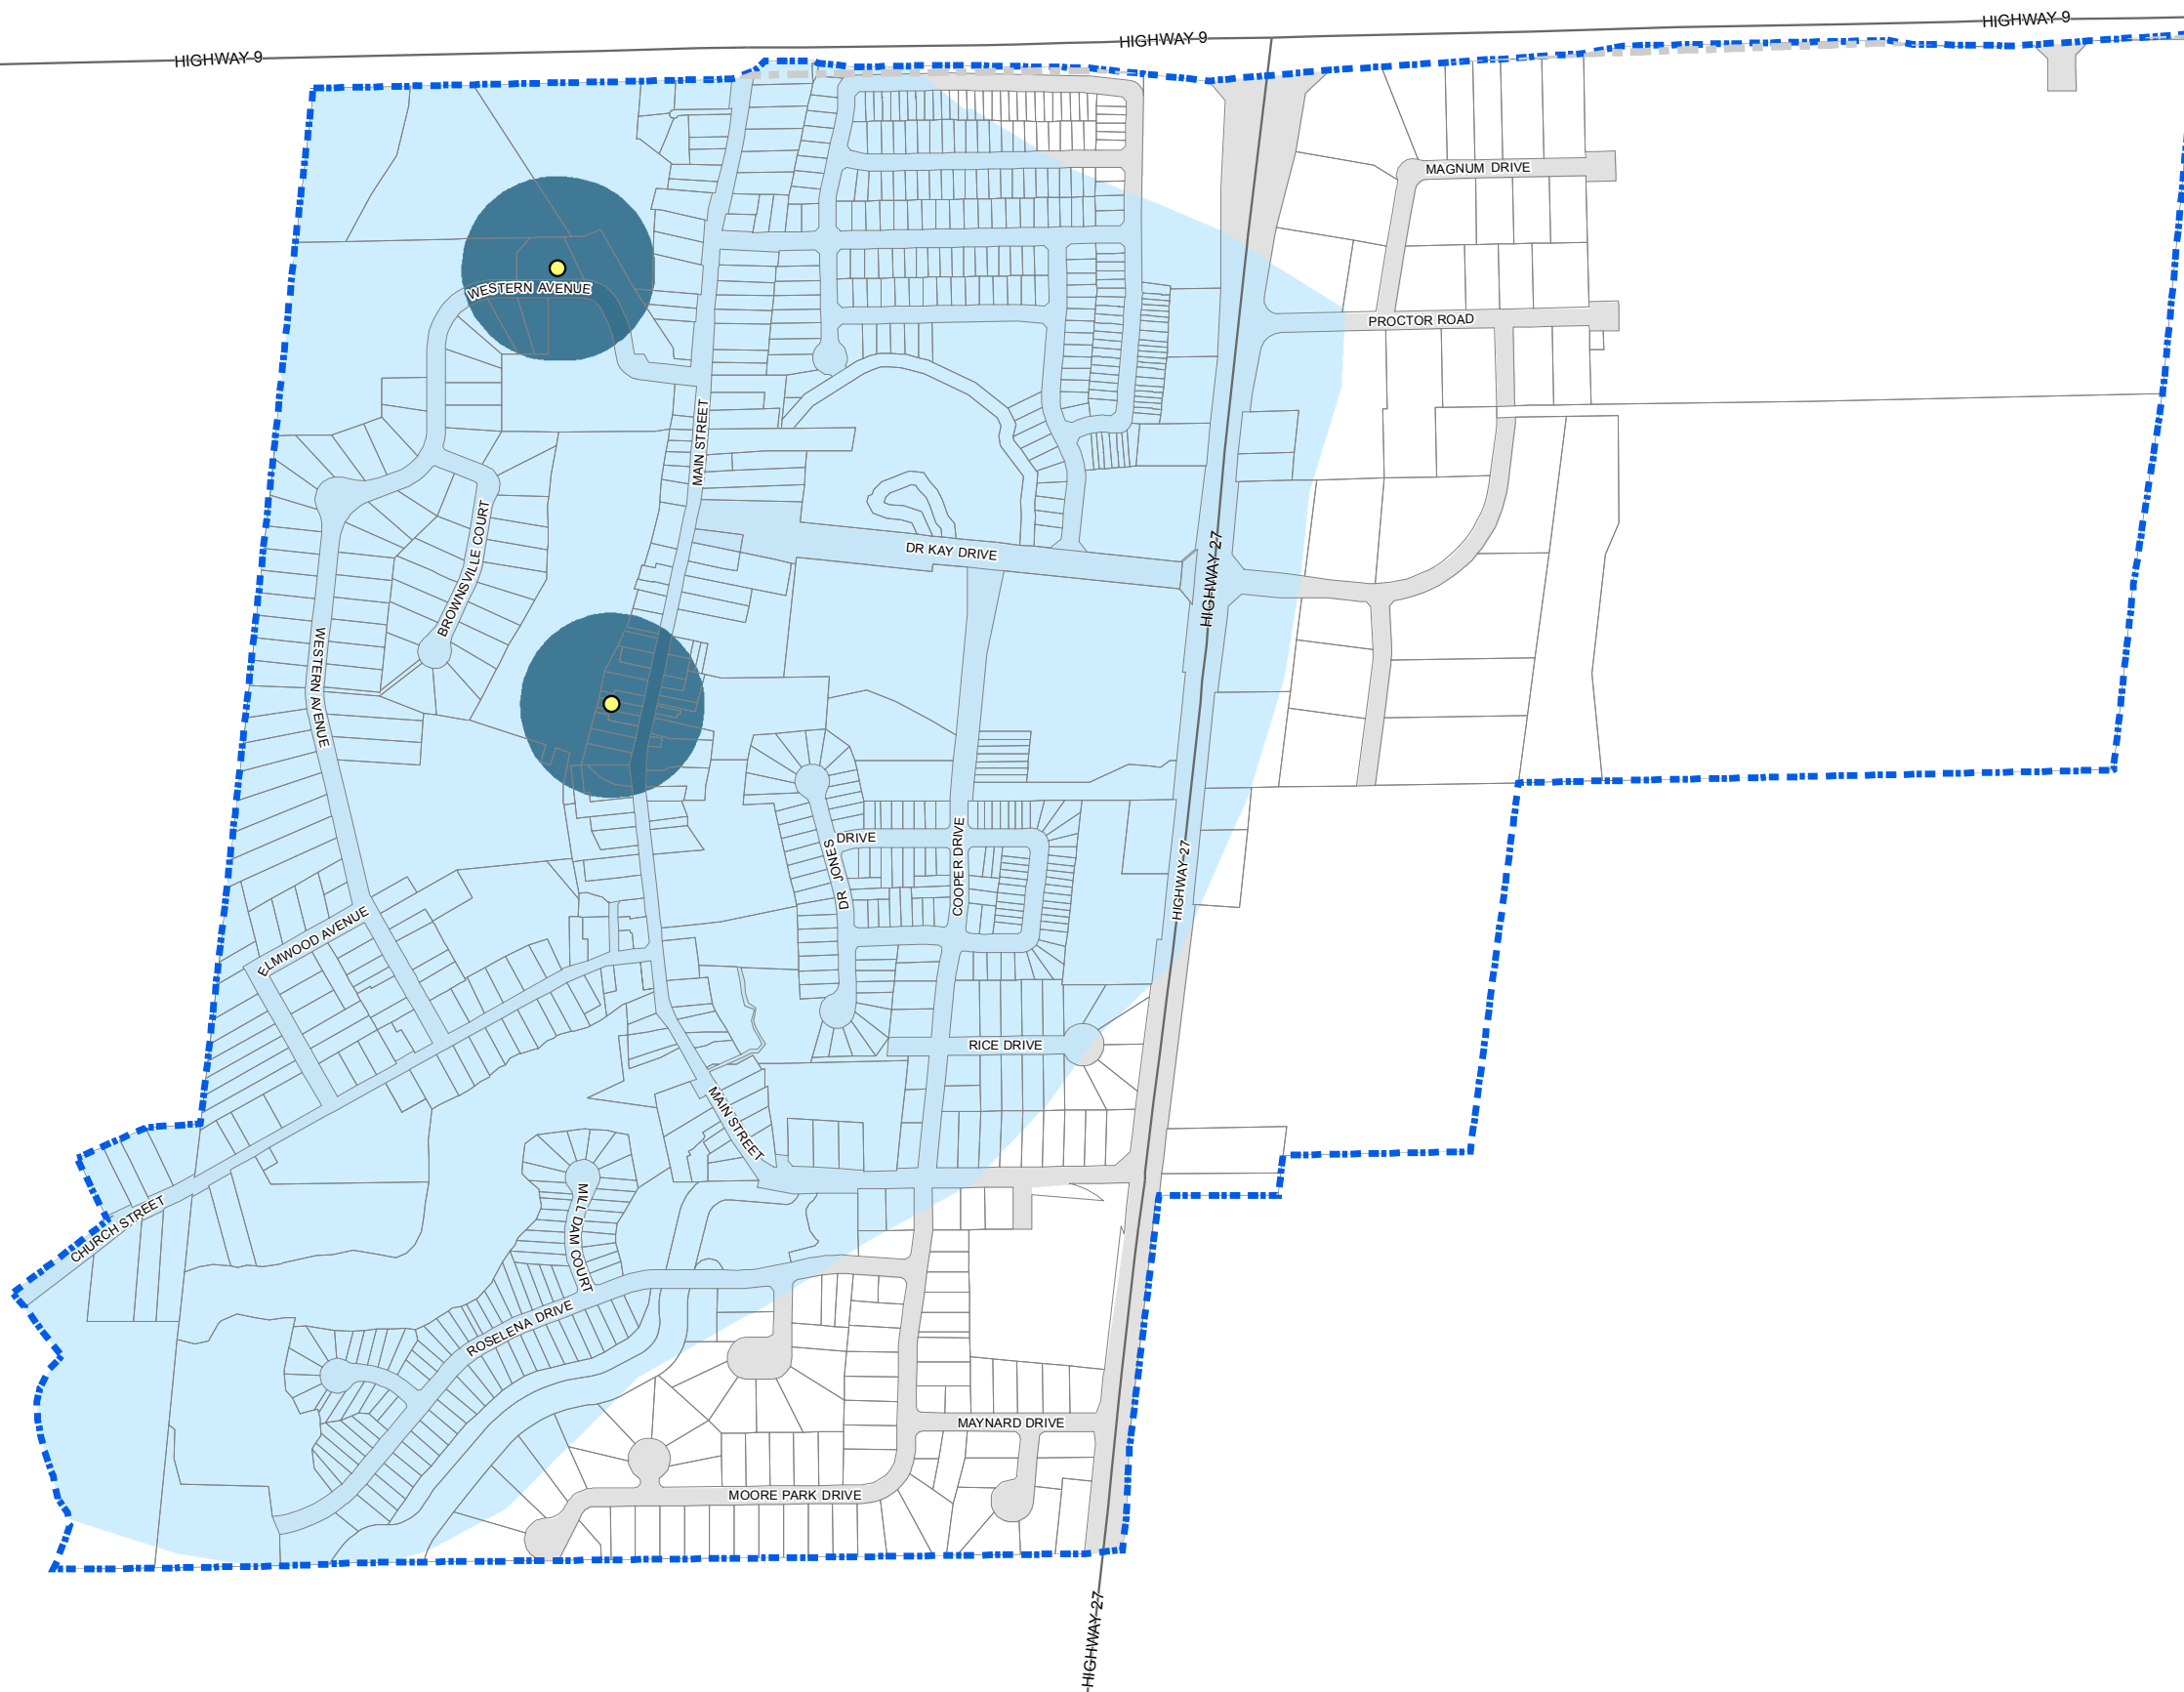 HIGHWAY 9
HIGHWAY 9
HIGHWAY 9
MAGNUM DRIVE
WESTERN AVENUE
PROCTOR ROAD
MAIN STREET
BROWNSVILLE COURT
DR KAY DRIVE
HIGHWAY 27
WESTERN AVENUE
DRIVE
DR JONES
COOPER DRIVE
HIGHWAY 27
ELMWOOD AVENUE
RICE DRIVE
MAIN STREET
CHURCH STREET
MILL DAM COURT
ROSELENA DRIVE
MAYNARD DRIVE
MOORE PARK DRIVE
HIGHWAY 27